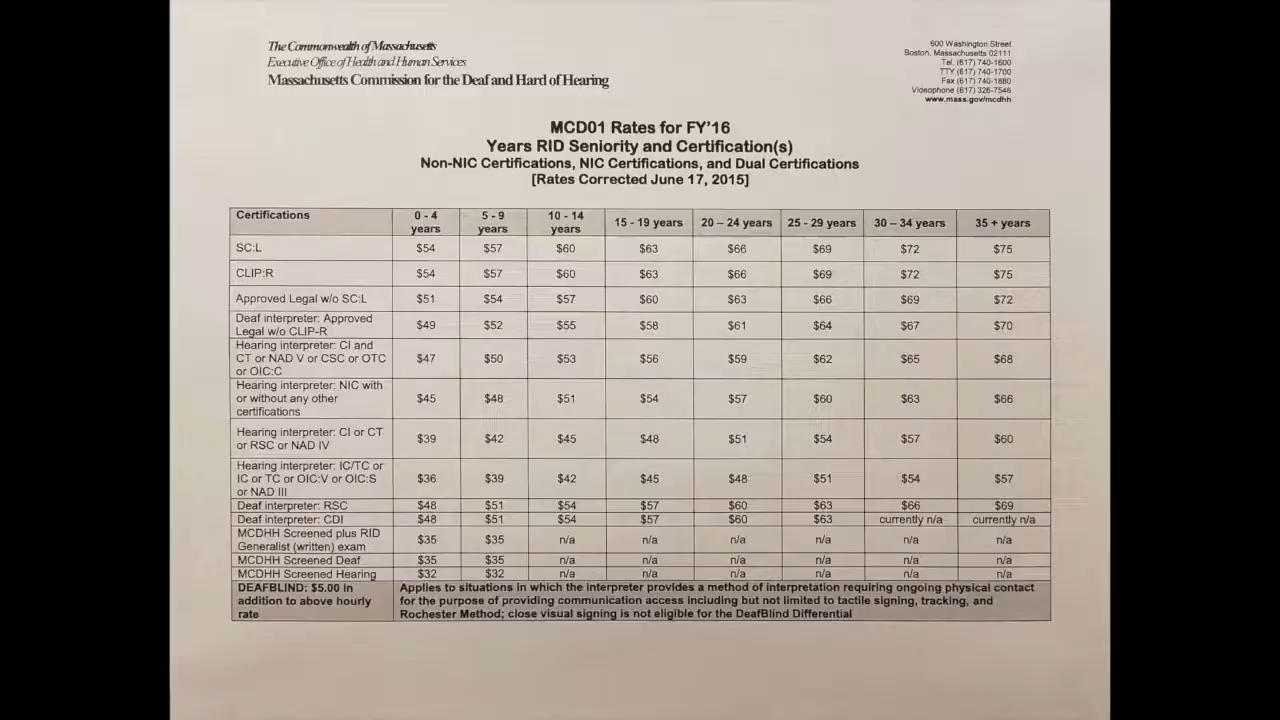 The Commonwealth of Massachusetts
Executive Office of Health and Human Services
Massachusetts Commission for the Deaf and Hard of Hearing
600 Washington Street
Boston, Massachusetts 02111
Tel. (617) 740-1600
TTY (617) 740-1700
Fax (617) 740-1880
Videophone (617) 326-7546
www.mass.gov/mcdhh
MCD01 Rates for FY'16
Years RID Seniority and Certification(s)
Non-NIC Certifications, NIC Certifications, and Dual Certifications
[Rates Corrected June 17, 2015]
Certifications 0 - 4 years 5 - 9 years 10 - 14 years 15 - 19 years 20 – 24 years 25 - 29 years 30 – 34 years 35 + years
SC:L $54 $57 $60 $63 $66 $69 $72 $75
CLIP:R $54 $57 $60 $63 $66 $69 $72 $75
Approved Legal w/o SC:L $51 $54 $57 $60 $63 $66 $69 $72
Deaf interpreter: Approved
Legal w/o CLIP-R $49 $52 $55 $58 $61 $64 $67 $70
Hearing interpreter: CI and
CT or NAD V or CSC or OTC $47 $50 $53 $56 $59 $62 $65 $68
or OIC:C
Hearing interpreter: NIC with
or without any other $45 $48 $51 $54 $57 $60 $63 $66
certifications
Hearing interpreter: CI or CT
or RSC or NAD IV $39 $42 $45 $48 $51 $54 $57 $60
Hearing interpreter: IC/TC or
IC or TC or OIC:V or OIC:S $36 $39 $42 $45 $48 $51 $54 $57
or NAD III
Deaf interpreter: RSC $48 $51 $54 $57 $60 $63 $66 $69
Deaf interpreter: CDI $48 $51 $54 $57 $60 $63 currently n/a currently n/a
MCDHH Screened plus RID
Generalist (written) exam $35 $35 n/a n/a n/a n/a n/a n/a
MCDHH Screened Deaf $35 $35 n/a n/a n/a n/a n/a n/a
MCDHH Screened Hearing $32 $32 n/a n/a n/a n/a n/a n/a
DEAFBLIND: $5.00 in
addition to above hourly
rate
Applies to situations in which the interpreter provides a method of interpretation requiring ongoing physical contact
for the purpose of providing communication access including but not limited to tactile signing, tracking, and
Rochester Method; close visual signing is not eligible for the DeafBlind Differential